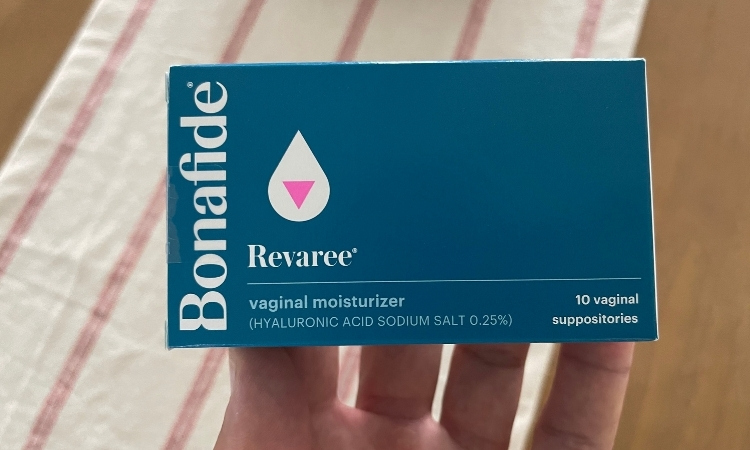 Bonafide®
Revaree®
vaginal moisturizer
(HYALURONIC ACID SODIUM SALT 0.25%)
10 vaginal
suppositories